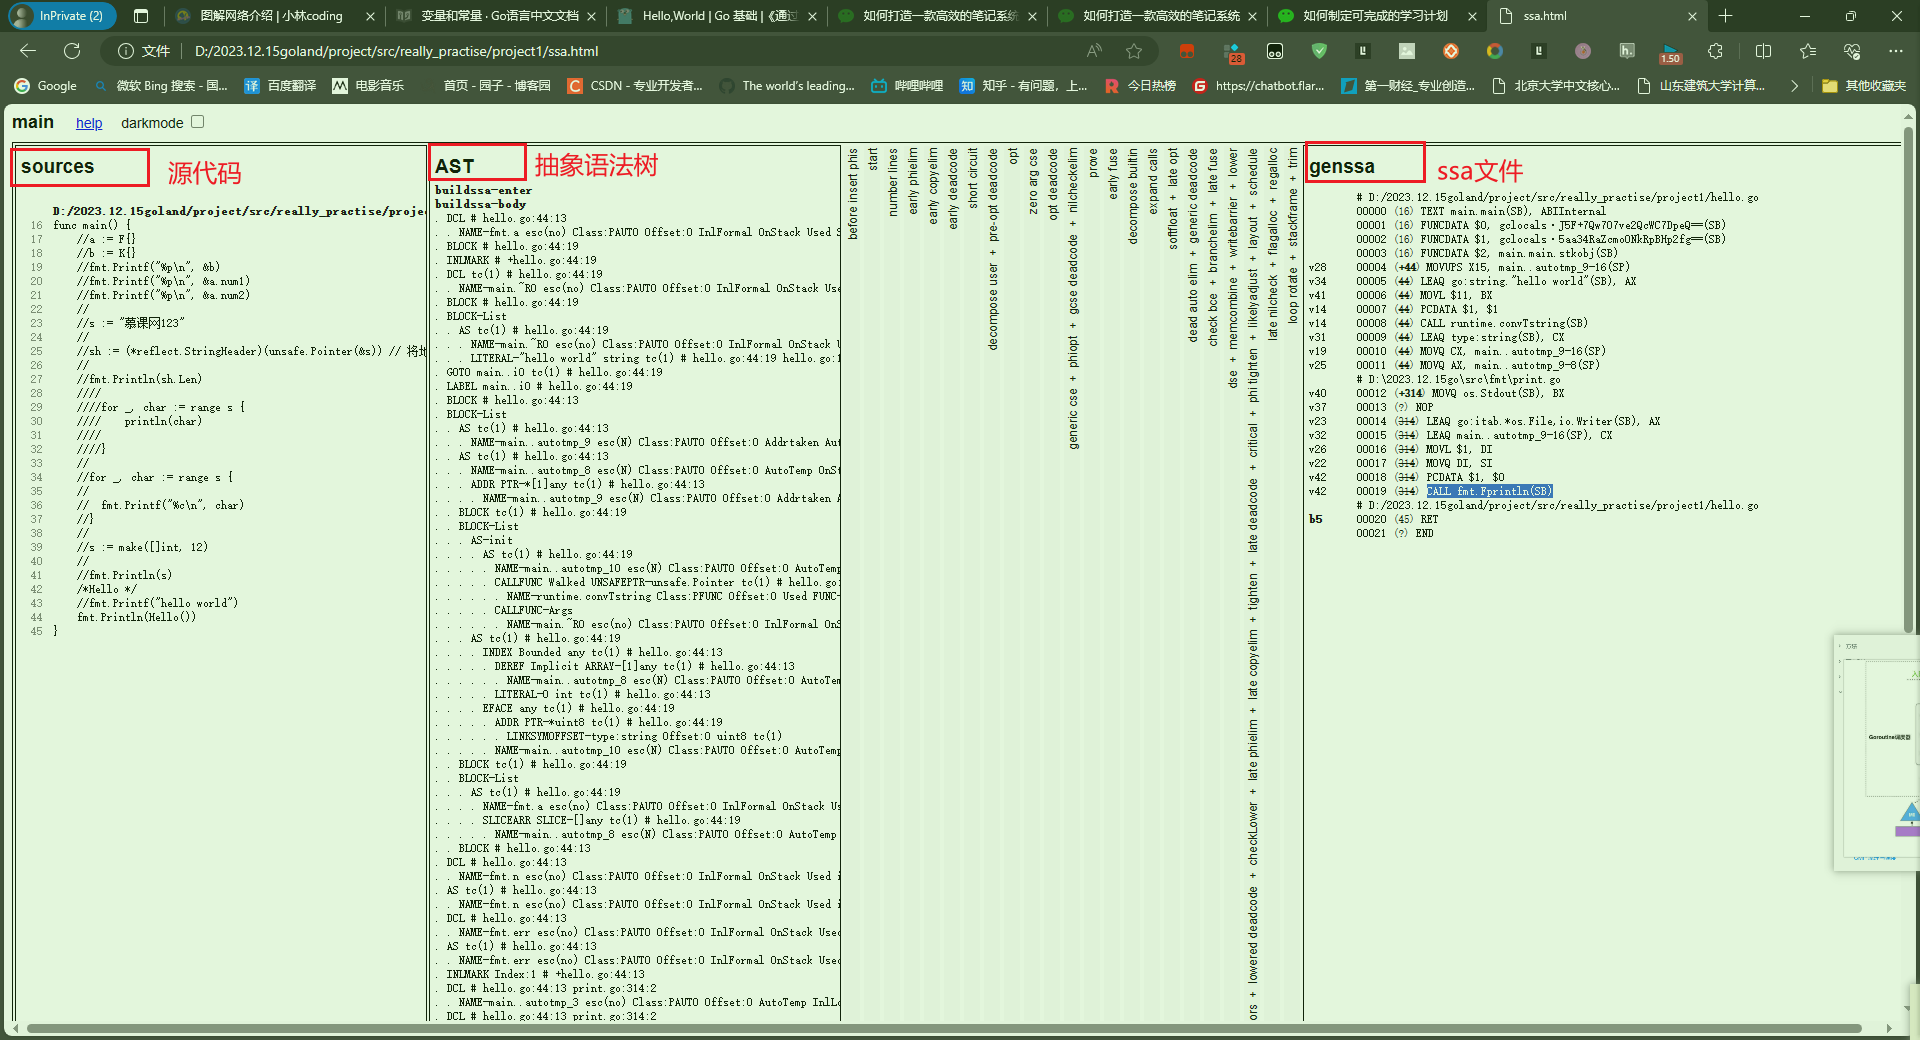 InPrivate (2)
图解网络介绍 | 小林coding
变量和常量 · Go语言中文文档
Hello,World | Go 基础 | 《通过
如何打造一款高效的笔记系统
如何打造一款高效的笔记系统
如何制定可完成的学习计划
ssa.html
文件
D:/2023.12.15goland/project/src/really_practise/project1/ssa.html
28
1.50
Google
微软 Bing 搜索 - 国...
百度翻译
电影音乐
首页 - 园子 - 博客园
CSDN - 专业开发者...
The world's leading...
哔哩哔哩
知乎 - 有问题，上...
今日热榜
https://chatbot.flar...
第一财经_专业创造...
北京大学中文核心...
山东建筑大学计算...
其他收藏夹
main help darkmode
sources 源代码
D:/2023.12.15goland/project/src/really_practise/proje
16 func main() {
17 //a := F{}
18 //b := K{}
19 //fmt.Printf("%p\n", &b)
20 //fmt.Printf("%p\n", &a.num1)
21 //fmt.Printf("%p\n", &a.num2)
22 //
23 //s := "慕课网123"
24 //
25 //sh := (*reflect.StringHeader)(unsafe.Pointer(&s)) // 将地
26 //
27 //fmt.Println(sh.Len)
28 ////
29 ////for _, char := range s {
30 //// println(char)
31 ////
32 ////}
33 //
34 //for _, char := range s {
35 //
36 // fmt.Printf("%c\n", char)
37 //}
38 //
39 //s := make([]int, 12)
40 //
41 //fmt.Println(s)
42 /*Hello */
43 //fmt.Printf("hello world")
44 fmt.Println(Hello())
45 }
AST 抽象语法树
buildssa-enter
buildssa-body
. DCL # hello.go:44:13
. . NAME-fmt.a esc(no) Class:PAUTO Offset:0 InlFormal OnStack Used S
. BLOCK # hello.go:44:19
. INLMARK # +hello.go:44:19
. DCL tc(1) # hello.go:44:19
. . NAME-main.~R0 esc(no) Class:PAUTO Offset:0 InlFormal OnStack Use
. BLOCK # hello.go:44:19
. BLOCK-List
. . AS tc(1) # hello.go:44:19
. . . NAME-main.~R0 esc(no) Class:PAUTO Offset:0 InlFormal OnStack U
. . . LITERAL-"hello world" string tc(1) # hello.go:44:19 hello.go:1
. GOTO main..i0 tc(1) # hello.go:44:19
. LABEL main..i0 # hello.go:44:19
. BLOCK # hello.go:44:13
. BLOCK-List
. . AS tc(1) # hello.go:44:13
. . . NAME-main..autotmp_9 esc(N) Class:PAUTO Offset:0 Addrtaken Aut
. . AS tc(1) # hello.go:44:13
. . . NAME-main..autotmp_8 esc(N) Class:PAUTO Offset:0 AutoTemp OnSt
. . . ADDR PTR-*[1]any tc(1) # hello.go:44:13
. . . . NAME-main..autotmp_9 esc(N) Class:PAUTO Offset:0 Addrtaken A
. . BLOCK tc(1) # hello.go:44:19
. . BLOCK-List
. . . AS-init
. . . . AS tc(1) # hello.go:44:19
. . . . . NAME-main..autotmp_10 esc(N) Class:PAUTO Offset:0 AutoTemp
. . . . . CALLFUNC Walked UNSAFEPTR-unsafe.Pointer tc(1) # hello.go:
. . . . . . NAME-runtime.convTstring Class:PFUNC Offset:0 Used FUNC-
. . . . . CALLFUNC-Args
. . . . . . NAME-main.~R0 esc(no) Class:PAUTO Offset:0 InlFormal OnS
. . . AS tc(1) # hello.go:44:19
. . . . INDEX Bounded any tc(1) # hello.go:44:13
. . . . . DEREF Implicit ARRAY-[1]any tc(1) # hello.go:44:13
. . . . . . NAME-main..autotmp_8 esc(N) Class:PAUTO Offset:0 AutoTem
. . . . . LITERAL-0 int tc(1) # hello.go:44:13
. . . . EFACE any tc(1) # hello.go:44:19
. . . . . ADDR PTR-*uint8 tc(1) # hello.go:44:19
. . . . . . LINKSYMOFFSET-type:string Offset:0 uint8 tc(1)
. . . . . NAME-main..autotmp_10 esc(N) Class:PAUTO Offset:0 AutoTemp
. . BLOCK tc(1) # hello.go:44:19
. . BLOCK-List
. . . AS tc(1) # hello.go:44:19
. . . . NAME-fmt.a esc(no) Class:PAUTO Offset:0 InlFormal OnStack Us
. . . . SLICEARR SLICE-[]any tc(1) # hello.go:44:19
. . . . . NAME-main..autotmp_8 esc(N) Class:PAUTO Offset:0 AutoTemp
. . BLOCK # hello.go:44:13
. DCL # hello.go:44:13
. . NAME-fmt.n esc(no) Class:PAUTO Offset:0 InlFormal OnStack Used i
. AS tc(1) # hello.go:44:13
. . NAME-fmt.n esc(no) Class:PAUTO Offset:0 InlFormal OnStack Used i
. DCL # hello.go:44:13
. . NAME-fmt.err esc(no) Class:PAUTO Offset:0 InlFormal OnStack Used
. AS tc(1) # hello.go:44:13
. . NAME-fmt.err esc(no) Class:PAUTO Offset:0 InlFormal OnStack Used
. INLMARK Index:1 # +hello.go:44:13
. DCL # hello.go:44:13 print.go:314:2
. . NAME-main..autotmp_3 esc(no) Class:PAUTO Offset:0 AutoTemp InlLo
. DCL # hello.go:44:13 print.go:314:2
before insert phis
start
number lines
early phielim
early copyelim
early deadcode
short circuit
decompose user + pre-opt deadcode
opt
zero arg cse
opt deadcode
generic cse + phiopt + gcse deadcode + nilcheckelim
prove
early fuse
decompose builtin
expand calls
softfloat + late opt
dead auto elim + generic deadcode
check bce + branchelim + late fuse
dse + memcombine + writebarrier + lower
ors + lowered deadcode + checkLower + late phielim + late copyelim + tighten + late deadcode + critical + phi tighten + likelyadjust + layout + schedule
late nilcheck + flagalloc + regalloc
loop rotate + stackframe + trim
genssa ssa文件
# D:/2023.12.15goland/project/src/really_practise/project1/hello.go
00000 (16) TEXT main.main(SB), ABIInternal
00001 (16) FUNCDATA $0, gclocals·J5F+7Qw7O7ve2QcWC7DpeQ==(SB)
00002 (16) FUNCDATA $1, gclocals·5aa34RaZcmoONkRpBHp2fg==(SB)
00003 (16) FUNCDATA $2, main.main.stkobj(SB)
v28 00004 (+44) MOVUPS X15, main..autotmp_9-16(SP)
v34 00005 (44) LEAQ go:string."hello world"(SB), AX
v41 00006 (44) MOVL $11, BX
v14 00007 (44) PCDATA $1, $1
v14 00008 (44) CALL runtime.convTstring(SB)
v31 00009 (44) LEAQ type:string(SB), CX
v19 00010 (44) MOVQ CX, main..autotmp_9-16(SP)
v25 00011 (44) MOVQ AX, main..autotmp_9-8(SP)
# D:\2023.12.15go\src\fmt\print.go
v40 00012 (+314) MOVQ os.Stdout(SB), BX
v37 00013 (?) NOP
v23 00014 (314) LEAQ go:itab.*os.File,io.Writer(SB), AX
v32 00015 (314) LEAQ main..autotmp_9-16(SP), CX
v26 00016 (314) MOVL $1, DI
v22 00017 (314) MOVQ DI, SI
v42 00018 (314) PCDATA $1, $0
v42 00019 (314) CALL fmt.Fprintln(SB)
# D:/2023.12.15goland/project/src/really_practise/project1/hello.go
b5 00020 (45) RET
00021 (?) END